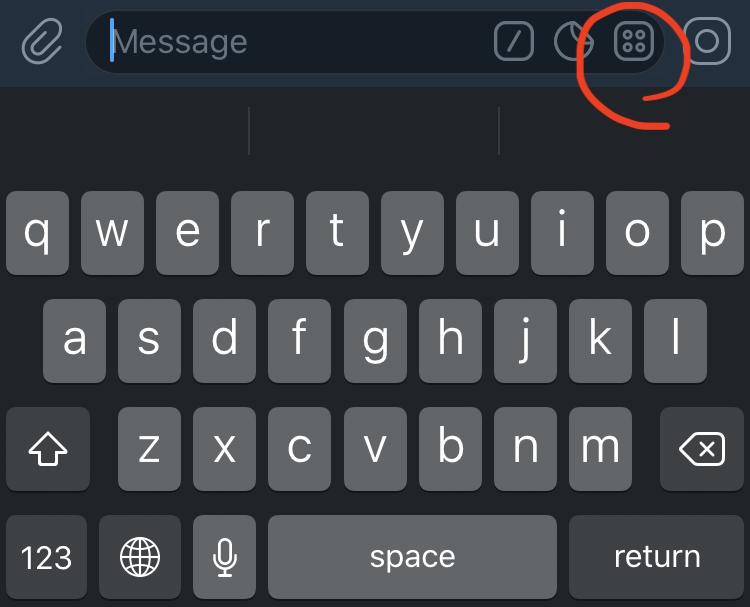 Message
q w e r t y u i o p
a s d f g h j k l
z x c v b n m
123 space return